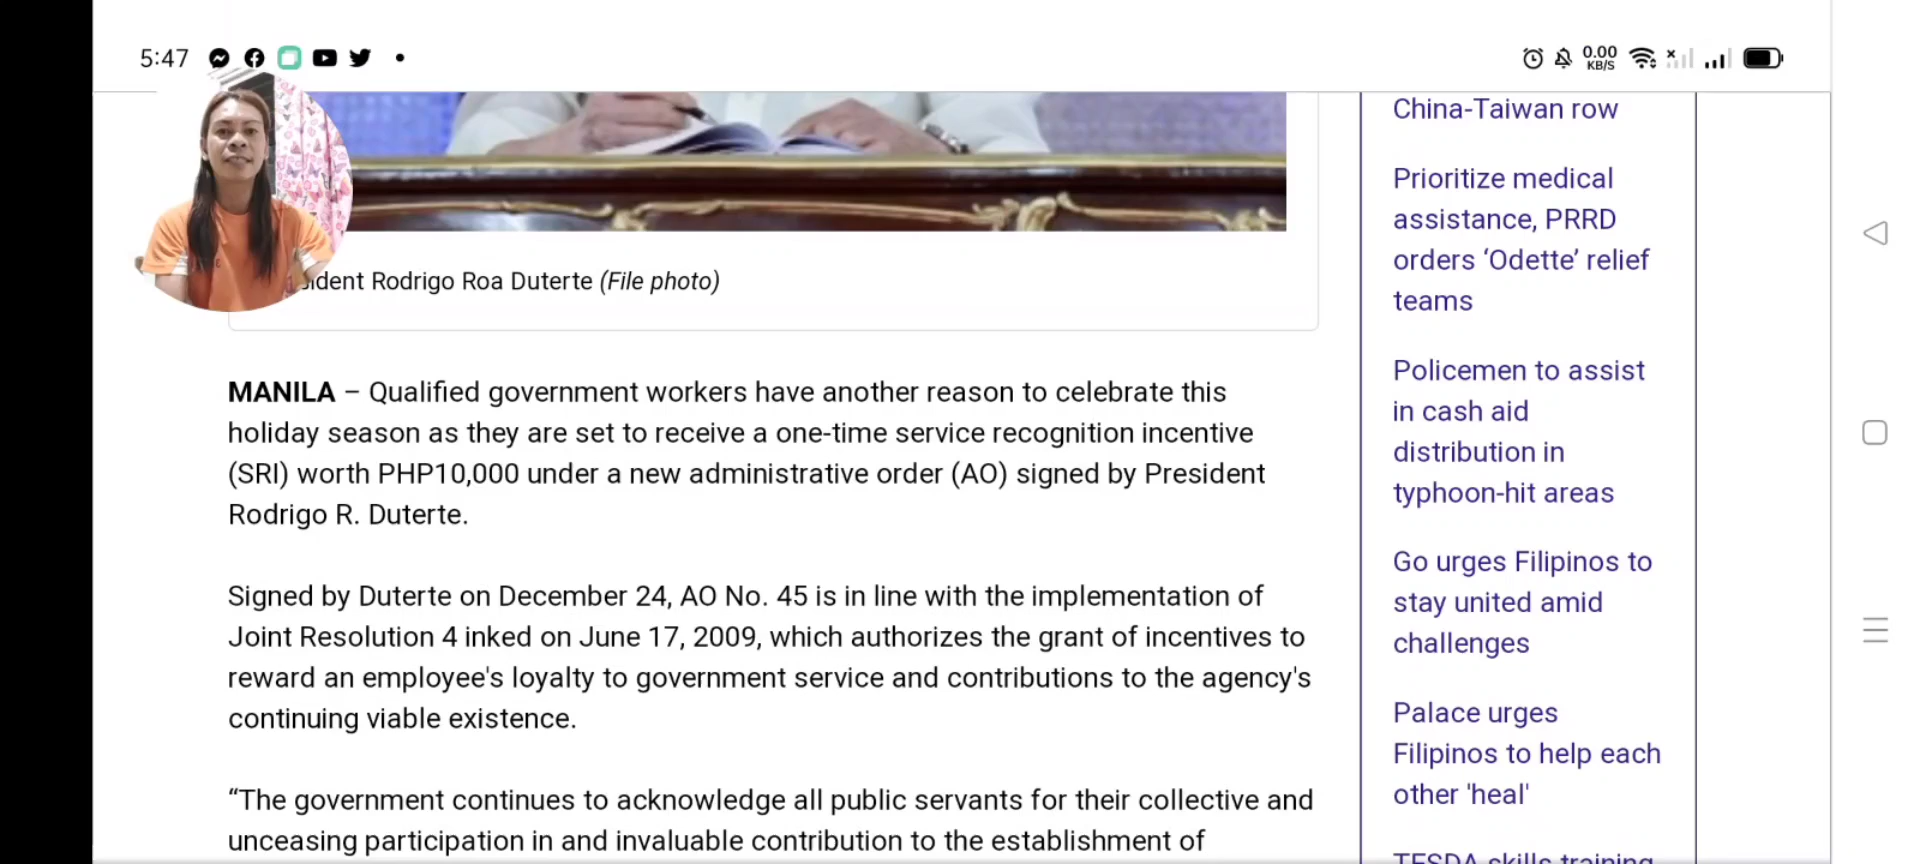 5:47
0.00
KB/S
ident Rodrigo Roa Duterte (File photo)
MANILA – Qualified government workers have another reason to celebrate this
holiday season as they are set to receive a one-time service recognition incentive
(SRI) worth PHP10,000 under a new administrative order (AO) signed by President
Rodrigo R. Duterte.
Signed by Duterte on December 24, AO No. 45 is in line with the implementation of
Joint Resolution 4 inked on June 17, 2009, which authorizes the grant of incentives to
reward an employee's loyalty to government service and contributions to the agency's
continuing viable existence.
“The government continues to acknowledge all public servants for their collective and
unceasing participation in and invaluable contribution to the establishment of
China-Taiwan row
Prioritize medical
assistance, PRRD
orders ‘Odette’ relief
teams
Policemen to assist
in cash aid
distribution in
typhoon-hit areas
Go urges Filipinos to
stay united amid
challenges
Palace urges
Filipinos to help each
other 'heal'
TESDA skills training